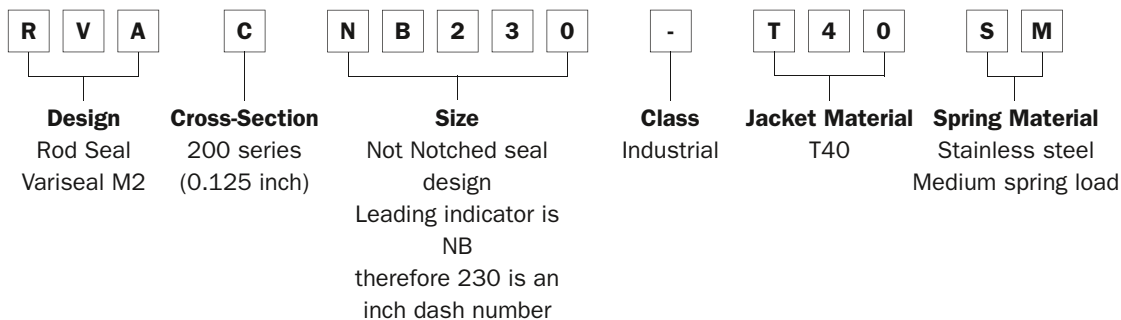 R V A C N B 2 3 0 - T 4 0 S M
Design Cross-Section Size Class Jacket Material Spring Material
Rod Seal 200 series Not Notched seal Industrial T40 Stainless steel
Variseal M2 (0.125 inch) design Medium spring load
Leading indicator is
NB
therefore 230 is an
inch dash number